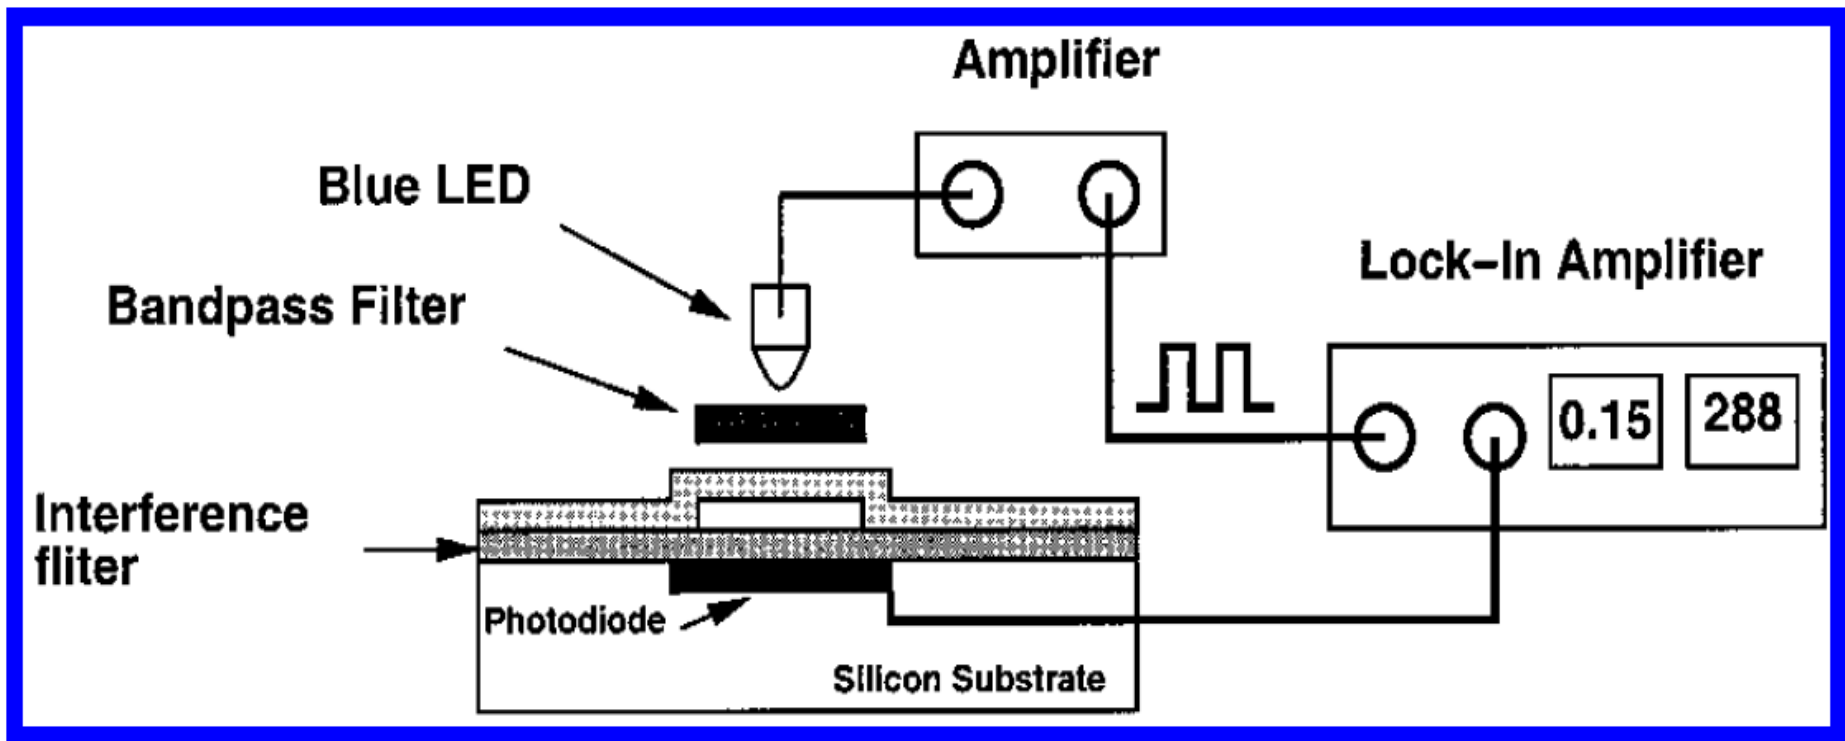 Amplifier
Blue LED
Lock-In Amplifier
Bandpass Filter
0.15
288
Interference
fliter
Photodiode
Silicon Substrate